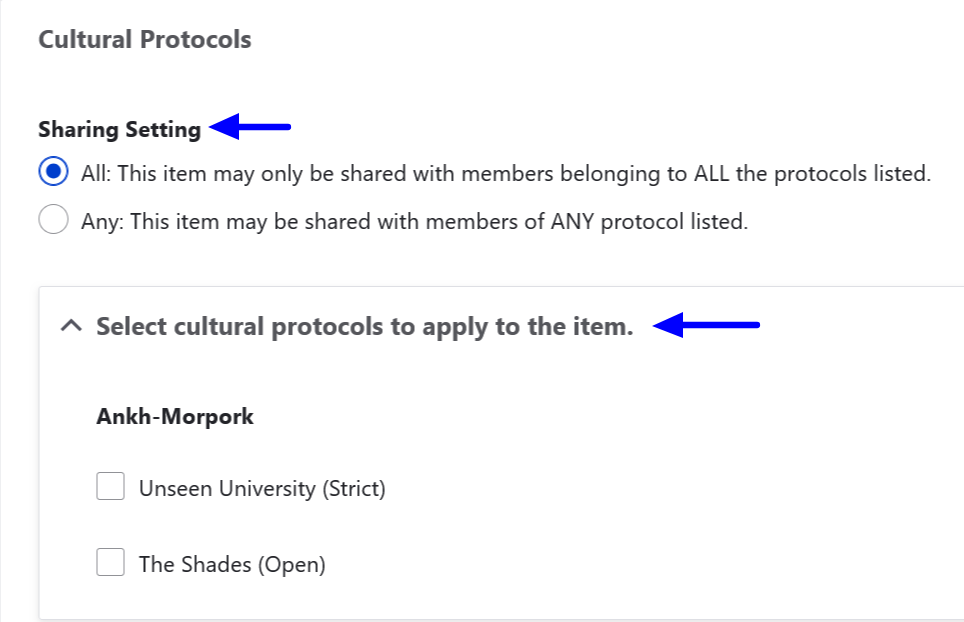 Cultural Protocols
Sharing Setting
All: This item may only be shared with members belonging to ALL the protocols listed.
Any: This item may be shared with members of ANY protocol listed.
Select cultural protocols to apply to the item.
Ankh-Morpork
Unseen University (Strict)
The Shades (Open)